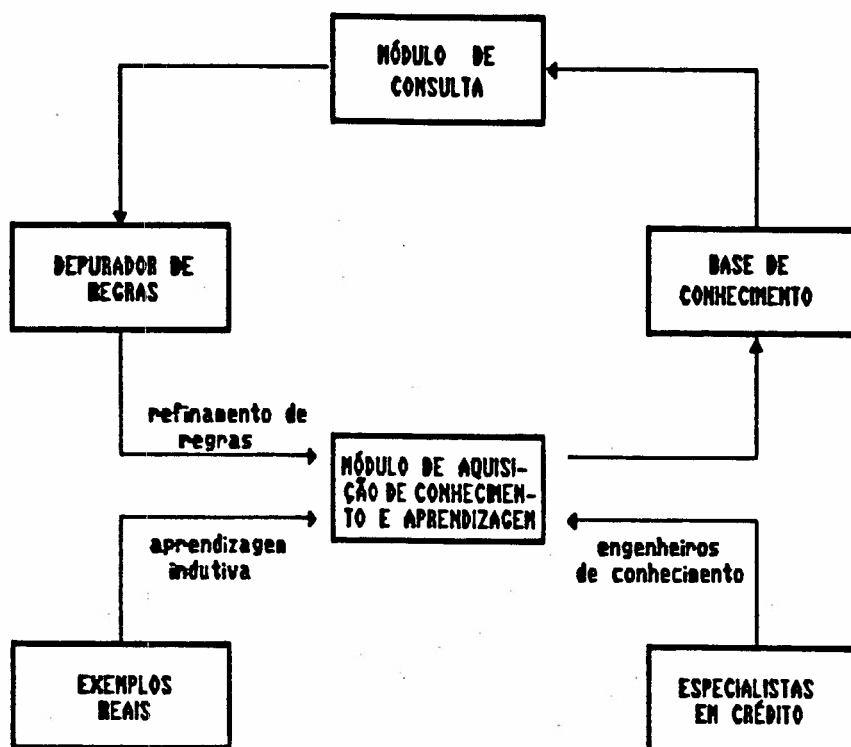 MÓDULO DE
CONSULTA
DEPURADOR DE
REGRAS
BASE DE
CONHECIMENTO
refinamento de
regras
MÓDULO DE AQUISI-
ÇÃO DE CONHECIMEN-
TO E APRENDIZAGEM
aprendizagem
indutiva
engenheiros
de conhecimento
EXEMPLOS
REAIS
ESPECIALISTAS
EM CRÉDITO